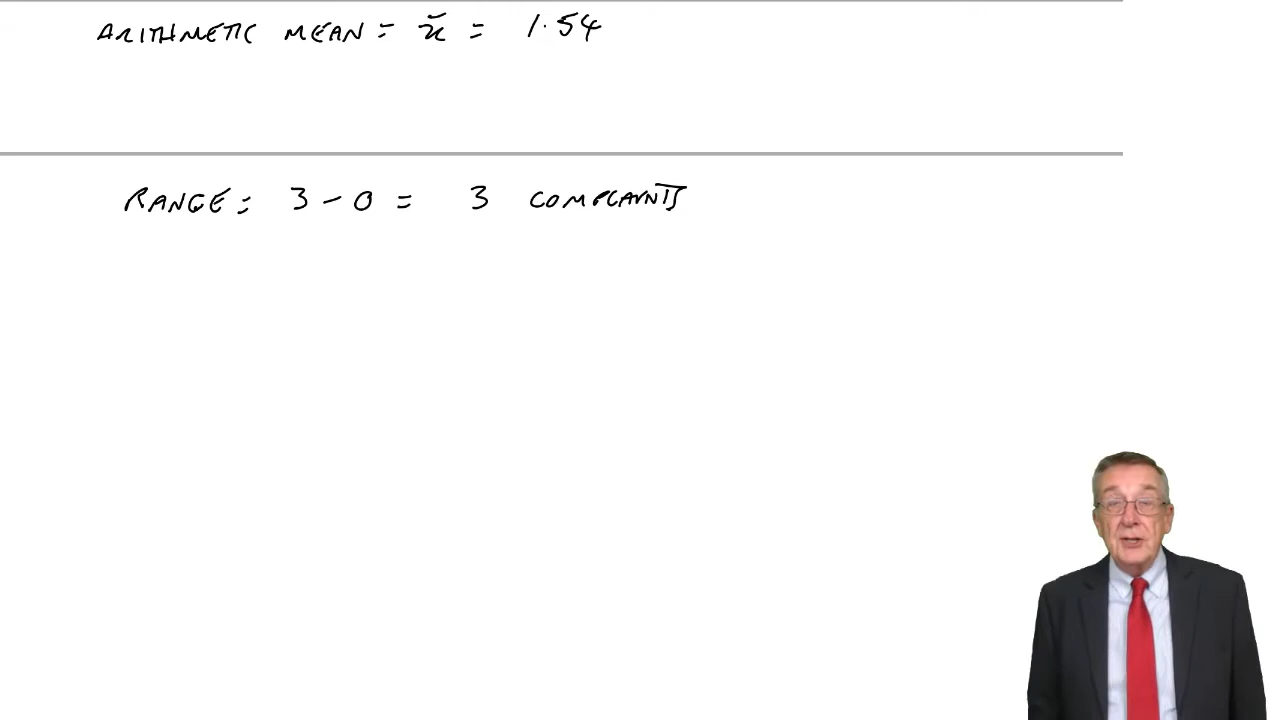 ARITHMETIC MEAN = x̄ = 1.54
RANGE = 3 - 0 = 3 COMPLAINTS